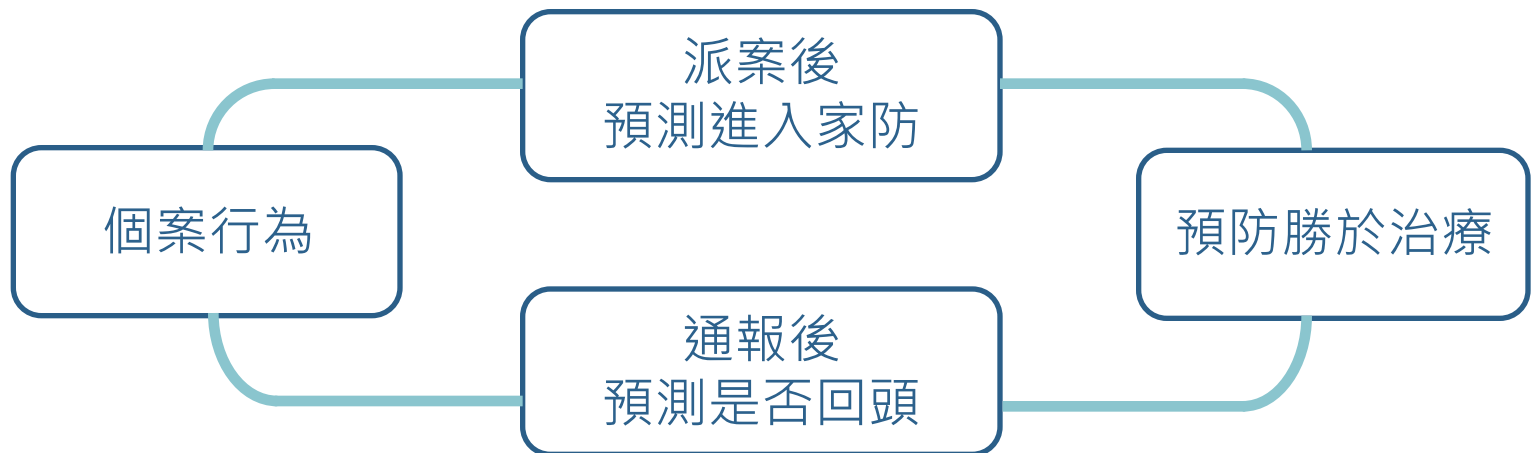 派案後
預測進入家防
個案行為
預防勝於治療
通報後
預測是否回頭